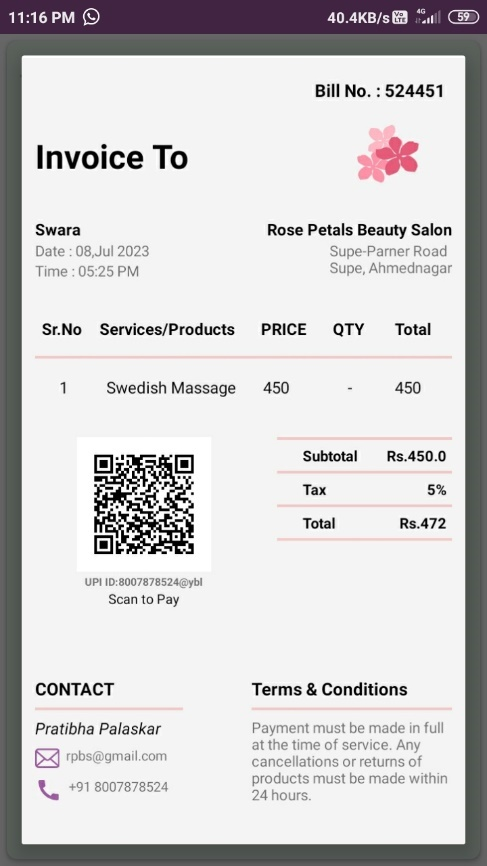 11:16 PM 40.4KB/s Vo LTE 4G 59
Bill No. : 524451
Invoice To
Swara
Date : 08,Jul 2023
Time : 05:25 PM
Rose Petals Beauty Salon
Supe-Parner Road
Supe, Ahmednagar
Sr.No Services/Products PRICE QTY Total
1 Swedish Massage 450 - 450
Subtotal Rs.450.0
Tax 5%
Total Rs.472
UPI ID:8007878524@ybl
Scan to Pay
CONTACT
Pratibha Palaskar
rpbs@gmail.com
+91 8007878524
Terms & Conditions
Payment must be made in full
at the time of service. Any
cancellations or returns of
products must be made within
24 hours.